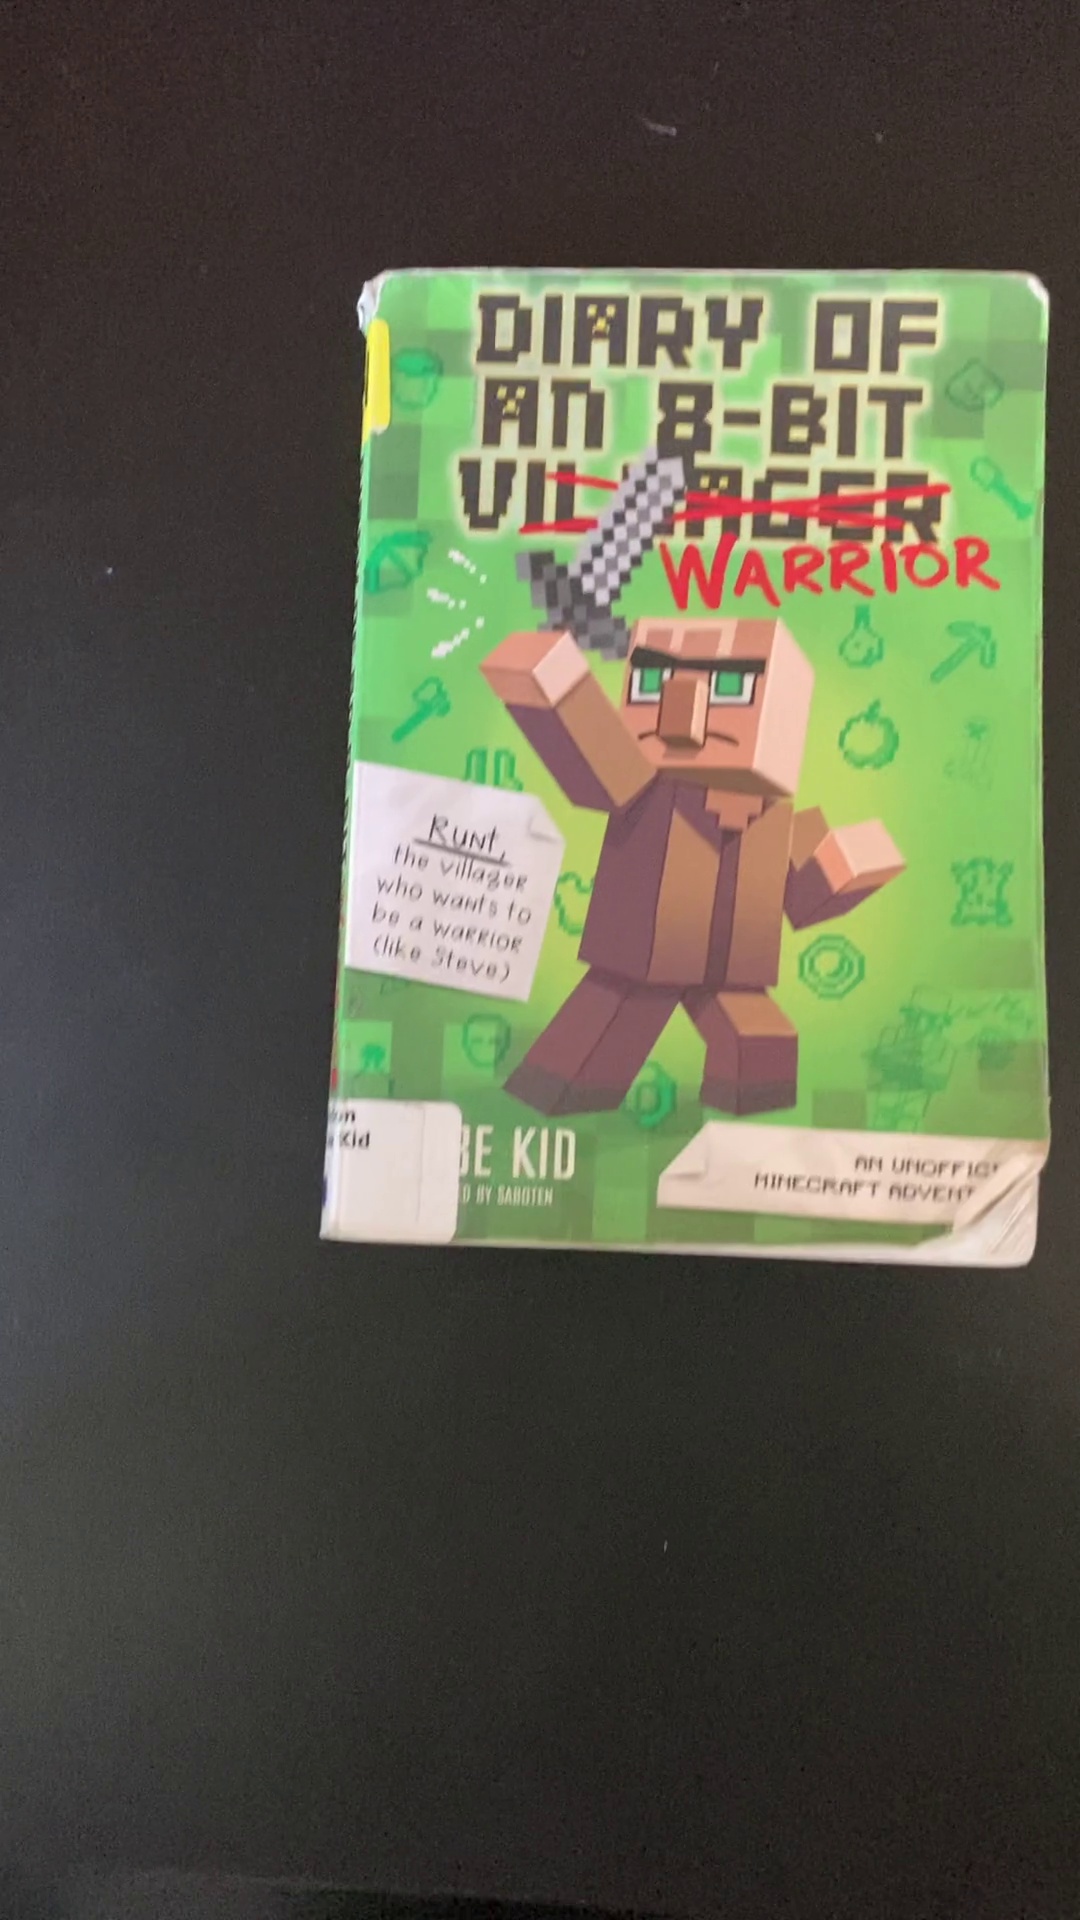 DIARY OF
AN 8-BIT
VILLAGER
WARRIOR
Runt,
the villager
who wants to
be a warrior
(like Steve)
Kid
BE KID
BY SABOTEN
AN UNOFFIC
MINECRAFT ADVENT